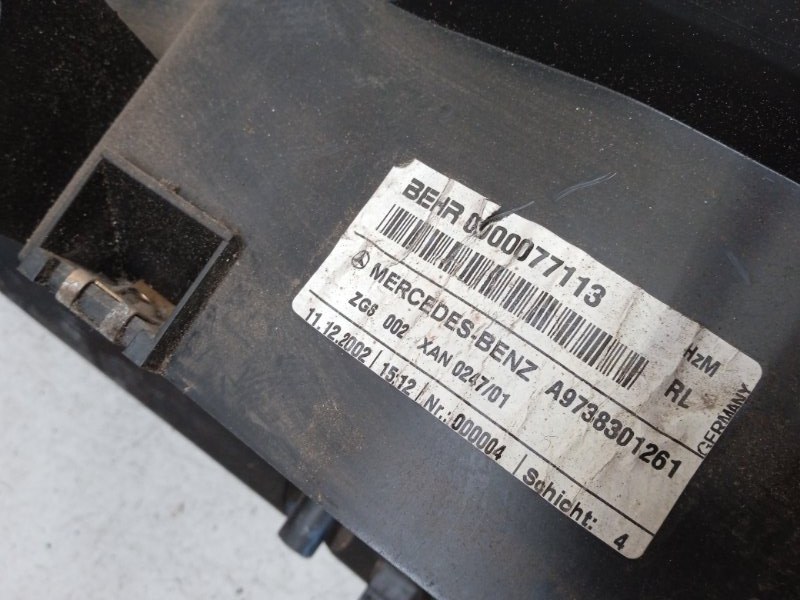 BEHR 0000077113
HzM
MERCEDES-BENZ A9738301261
RL
ZGS 002 XAN 0247/01
GERMANY
11.12.2002 | 15:12 | Nr.: 000004 | Schicht: 4